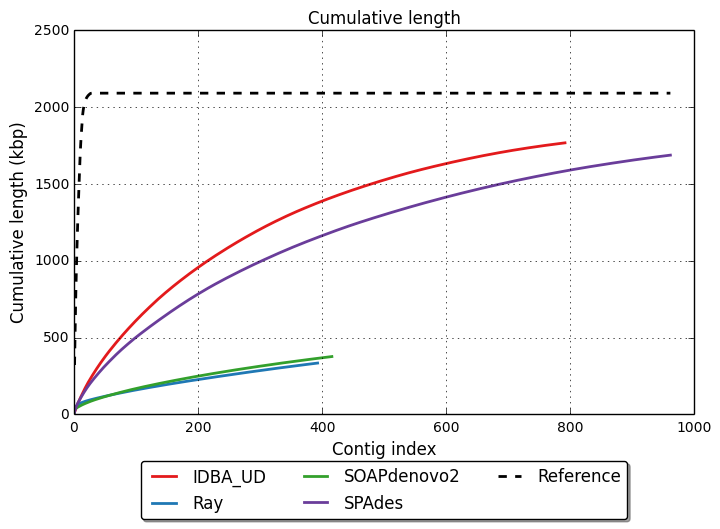 Cumulative length
2500
2000
1500
1000
500
0
Cumulative length (kbp)
0 200 400 600 800 1000
Contig index
IDBA_UD SOAPdenovo2 Reference
Ray SPAdes